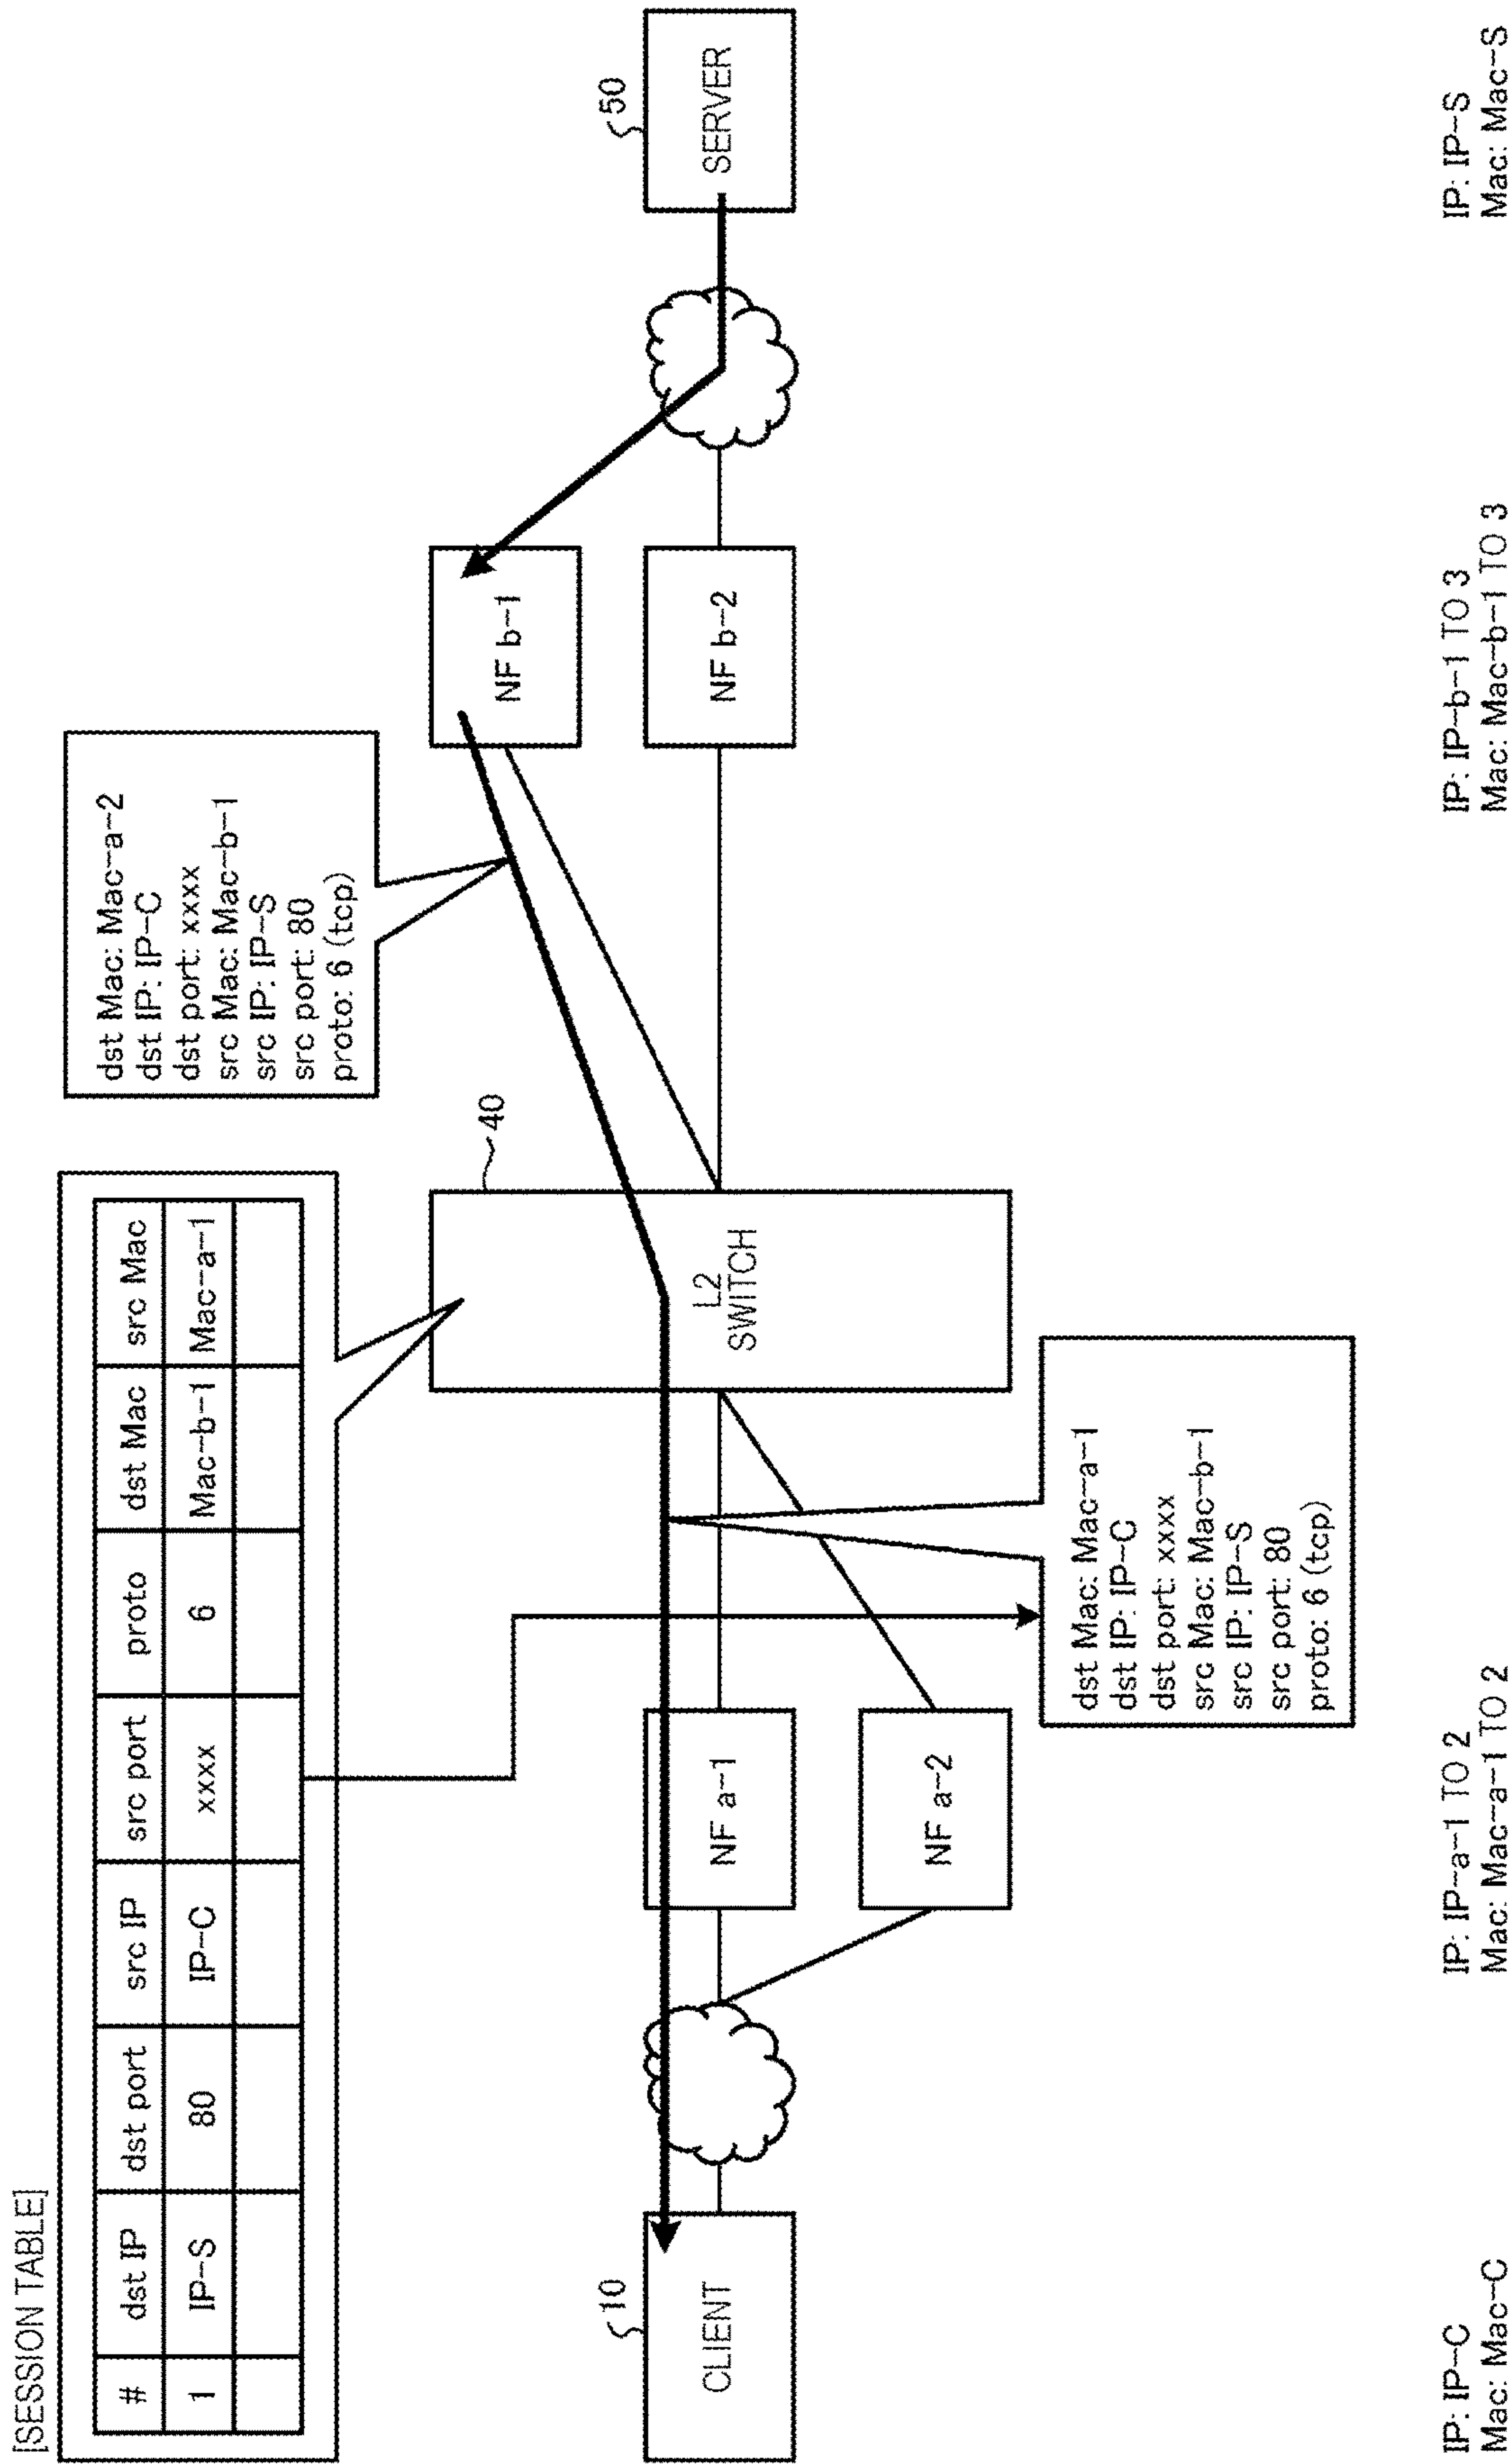 [SESSION TABLE]
# dst IP dst port src IP src port proto dst Mac src Mac
1 IP-S 80 IP-C xxxx 6 Mac-b-1 Mac-a-1
dst Mac: Mac-a-2
dst IP: IP-C
dst port: xxxx
src Mac: Mac-b-1
src IP: IP-S
src port: 80
proto: 6 (tcp)
40
10
50
CLIENT
NF a-1
NF a-2
L2
SWITCH
NF b-1
NF b-2
SERVER
dst Mac: Mac-a-1
dst IP: IP-C
dst port: xxxx
src Mac: Mac-b-1
src IP: IP-S
src port: 80
proto: 6 (tcp)
IP: IP-C
Mac: Mac-C
IP: IP-a-1 TO 2
Mac: Mac-a-1 TO 2
IP: IP-b-1 TO 3
Mac: Mac-b-1 TO 3
IP: IP-S
Mac: Mac-S